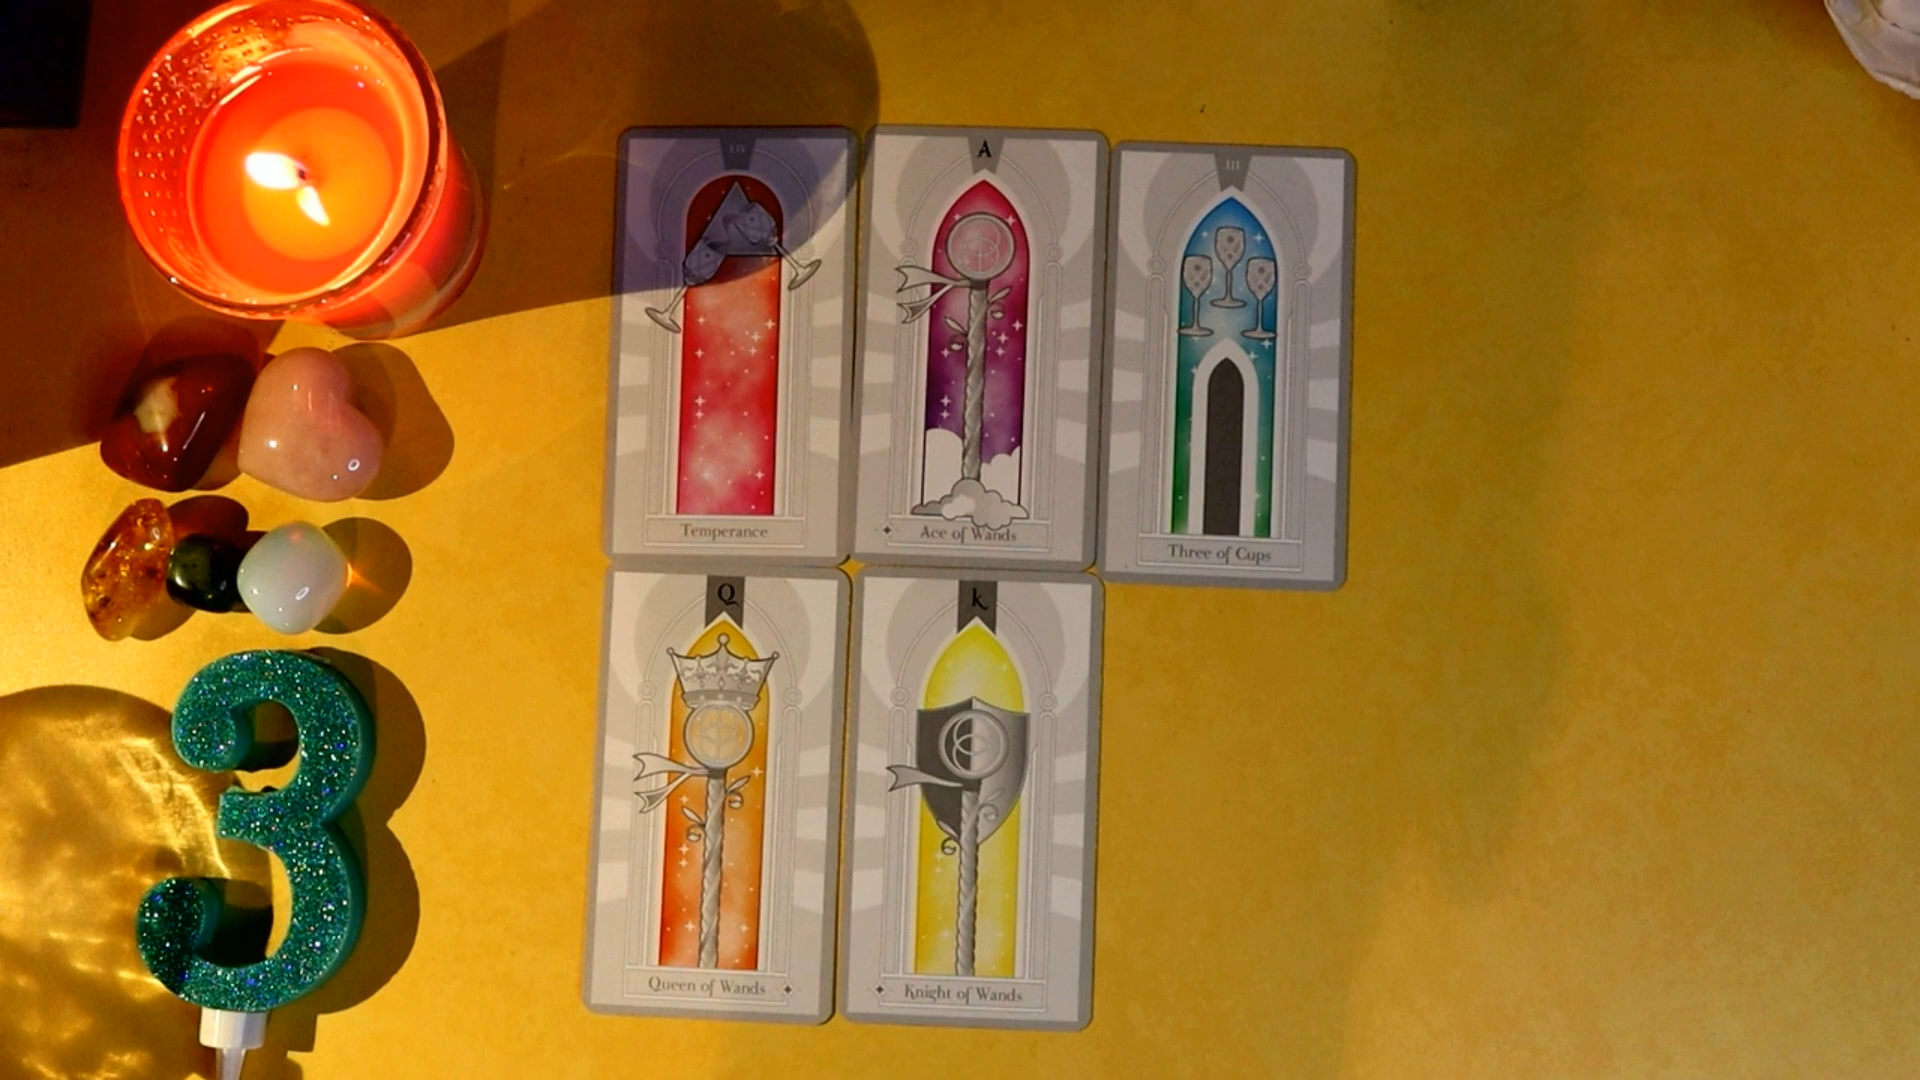 XIV
A
III
Temperance
Ace of Wands
Three of Cups
Q
K
Queen of Wands
Knight of Wands
3